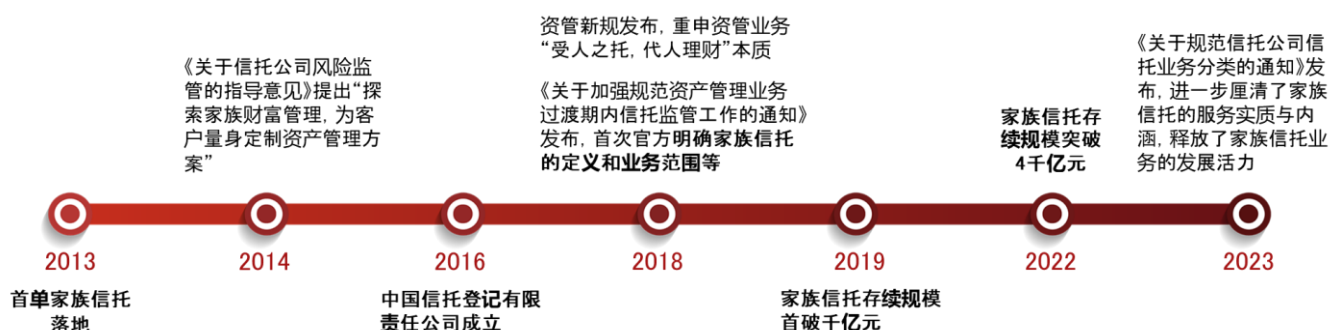 《关于信托公司风险监
管的指导意见》提出“探
索家族财富管理, 为客
户量身定制资产管理方
案”
资管新规发布, 重申资管业务
“受人之托, 代人理财”本质
《关于加强规范资产管理业务
过渡期内信托监管工作的通知》
发布, 首次官方明确家族信托
的定义和业务范围等
家族信托存
续规模突破
4千亿元
《关于规范信托公司信
托业务分类的通知》发
布, 进一步厘清了家族
信托的服务实质与内
涵, 释放了家族信托业
务的发展活力
2013
2014
2016
2018
2019
2022
2023
首单家族信托
落地
中国信托登记有限
责任公司成立
家族信托存续规模
首破千亿元